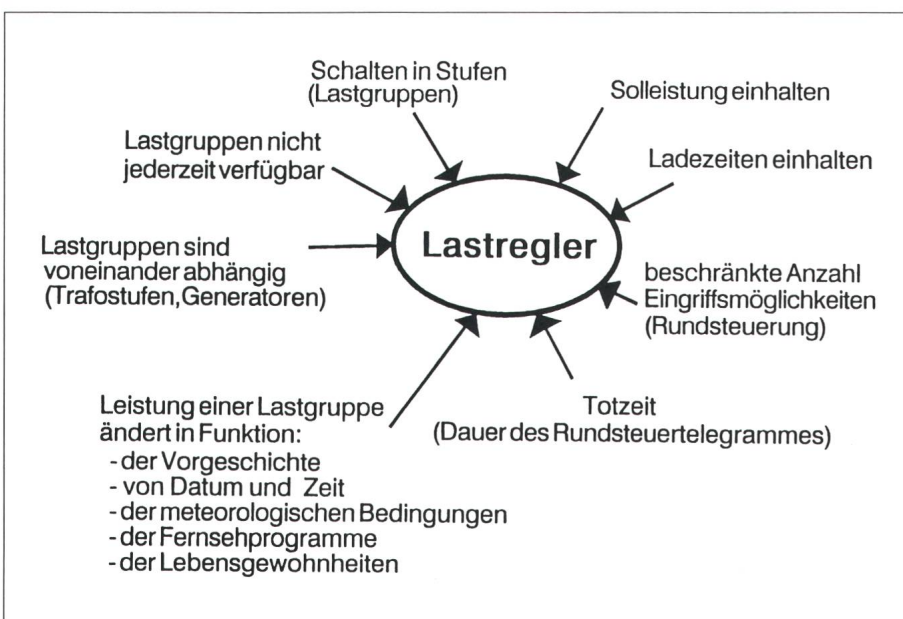 Schalten in Stufen
(Lastgruppen)
Solleistung einhalten
Lastgruppen nicht
jederzeit verfügbar
Ladezeiten einhalten
Lastregler
Lastgruppen sind
voneinander abhängig
(Trafostufen, Generatoren)
beschränkte Anzahl
Eingriffsmöglichkeiten
(Rundsteuerung)
Leistung einer Lastgruppe
ändert in Funktion:
- der Vorgeschichte
- von Datum und Zeit
- der meteorologischen Bedingungen
- der Fernsehprogramme
- der Lebensgewohnheiten
Totzeit
(Dauer des Rundsteuertelegrammes)